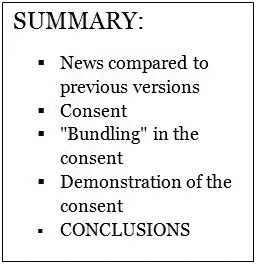 SUMMARY:
▪ News compared to
previous versions
▪ Consent
▪ "Bundling" in the
consent
▪ Demonstration of the
consent
▪ CONCLUSIONS